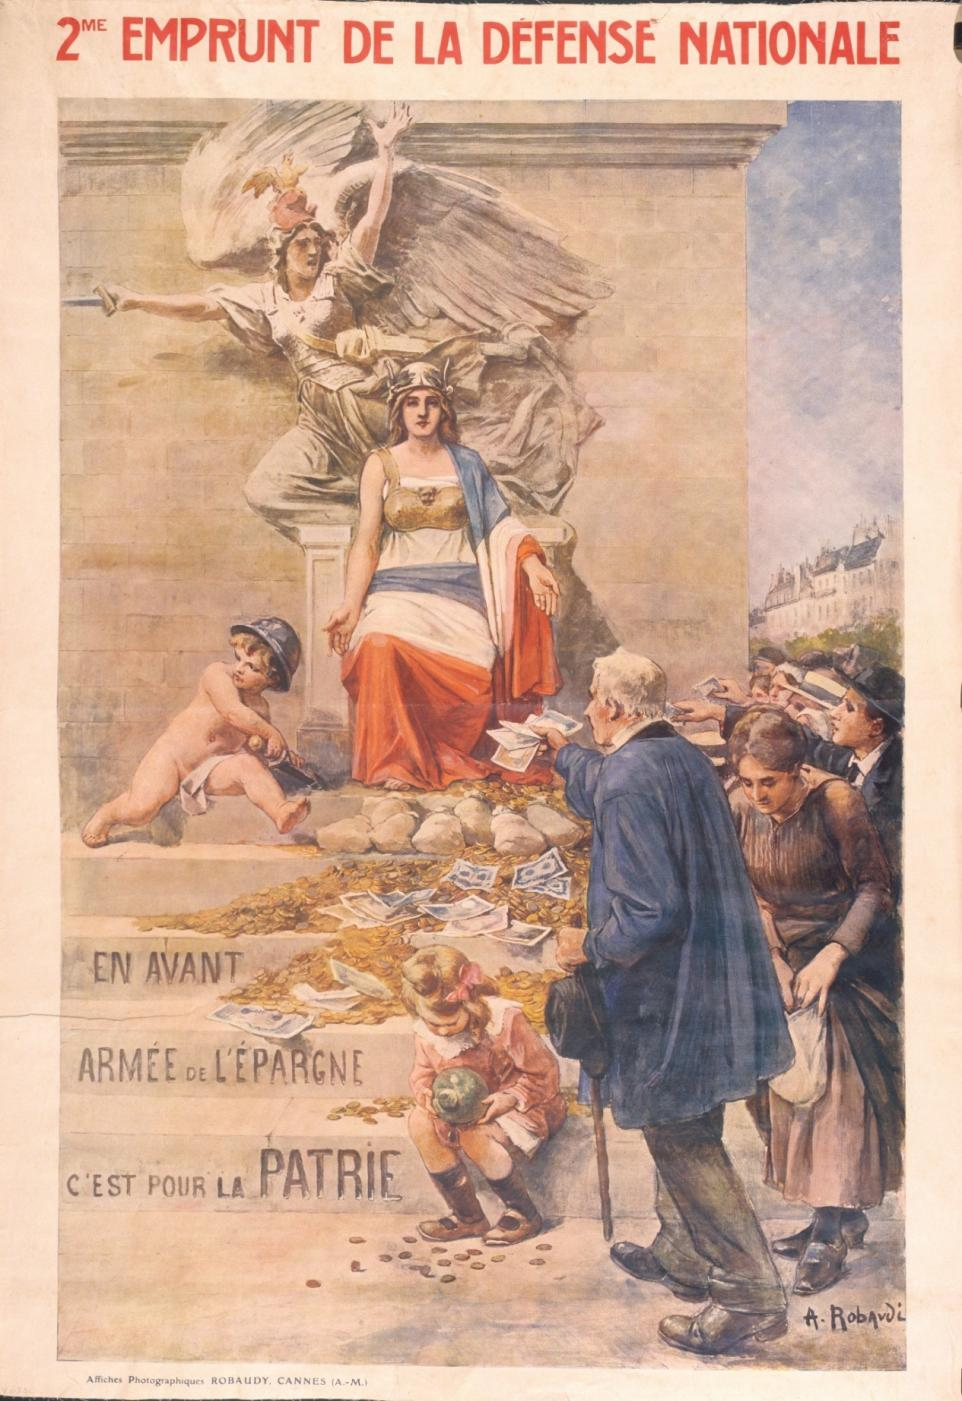 2ME EMPRUNT DE LA DÉFENSE NATIONALE
EN AVANT
ARMÉE DE L'ÉPARGNE
C'EST POUR LA PATRIE
A. Robaudi
Affiches Photographiques ROBAUDY, CANNES (A.-M.)